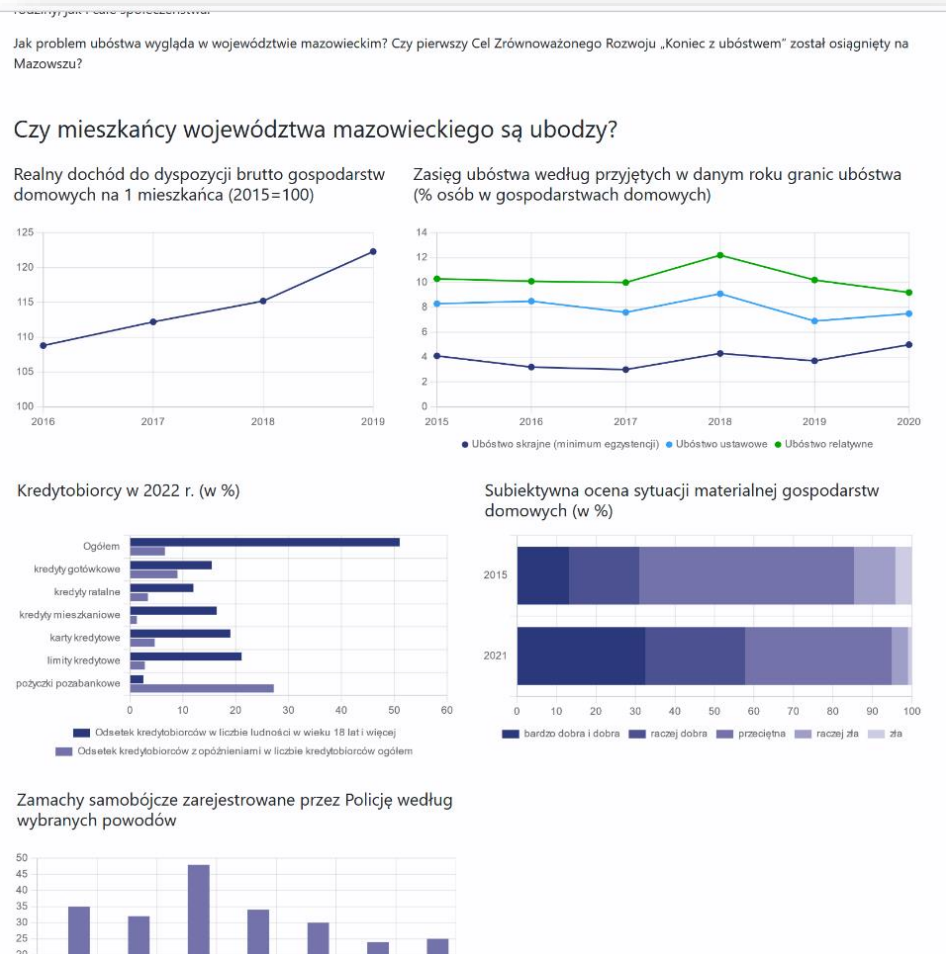 rodziny, jak i całe społeczeństwa.
Jak problem ubóstwa wygląda w województwie mazowieckim? Czy pierwszy Cel Zrównoważonego Rozwoju „Koniec z ubóstwem” został osiągnięty na
Mazowszu?
Czy mieszkańcy województwa mazowieckiego są ubodzy?
Realny dochód do dyspozycji brutto gospodarstw
domowych na 1 mieszkańca (2015=100)
125
120
115
110
105
100
2016 2017 2018 2019
Zasięg ubóstwa według przyjętych w danym roku granic ubóstwa
(% osób w gospodarstwach domowych)
14
12
10
8
6
4
2
0
2015 2016 2017 2018 2019 2020
Ubóstwo skrajne (minimum egzystencji) Ubóstwo ustawowe Ubóstwo relatywne
Kredytobiorcy w 2022 r. (w %)
Ogółem
kredyty gotówkowe
kredyty ratalne
kredyty mieszkaniowe
karty kredytowe
limity kredytowe
pożyczki pozabankowe
0 10 20 30 40 50 60
Odsetek kredytobiorców w liczbie ludności w wieku 18 lat i więcej
Odsetek kredytobiorców z opóźnieniami w liczbie kredytobiorców ogółem
Subiektywna ocena sytuacji materialnej gospodarstw
domowych (w %)
2015
2021
0 10 20 30 40 50 60 70 80 90 100
bardzo dobra i dobra raczej dobra przeciętna raczej zła zła
Zamachy samobójcze zarejestrowane przez Policję według
wybranych powodów
50
45
40
35
30
25
20